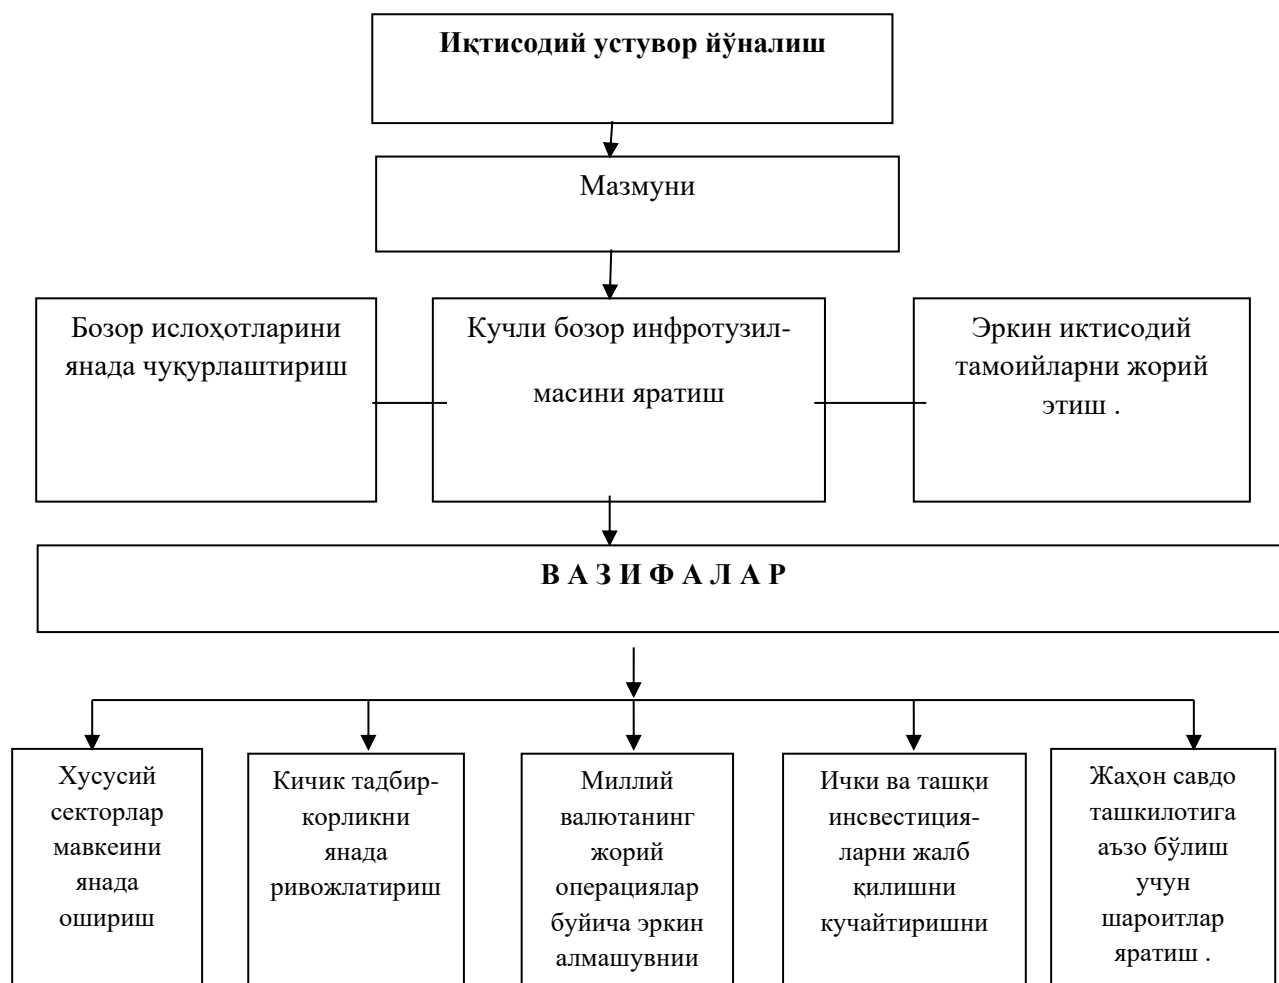 Иқтисодий устувор йўналиш
Мазмуни
Бозор ислоҳотларини
янада чуқурлаштириш
Кучли бозор инфротузил-
масини яратиш
Эркин иктисодий
тамоийларни жорий
этиш .
В А З И Ф А Л А Р
Хусусий
секторлар
мавкеини
янада
ошириш
Кичик тадбир-
корликни
янада
ривожлатириш
Миллий
валютанинг
жорий
операциялар
буйича эркин
алмашувнии
Ички ва ташқи
инсвестиция-
ларни жалб
қилишни
кучайтиришни
Жаҳон савдо
ташкилотига
аъзо бўлиш
учун
шароитлар
яратиш .